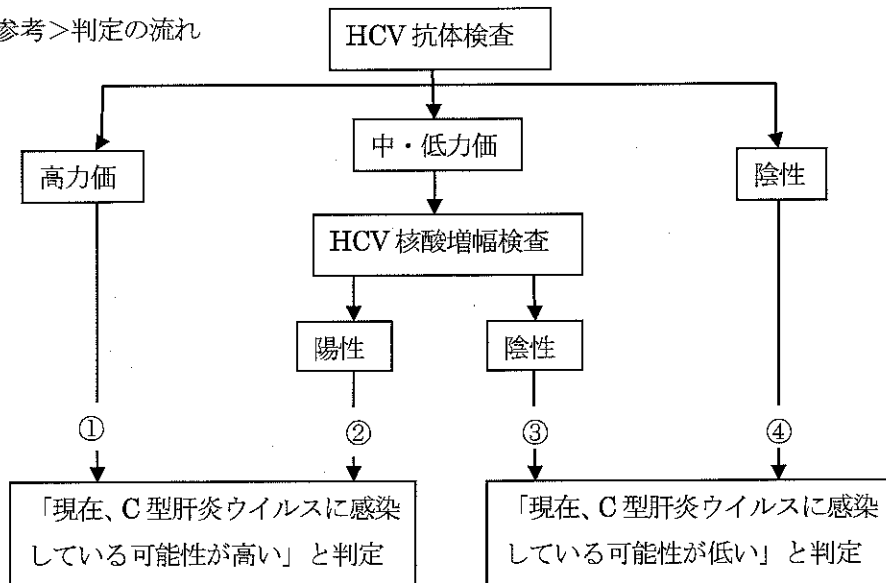 参考＞判定の流れ
HCV 抗体検査
高力価
中・低力価
陰性
HCV 核酸増幅検査
陽性
陰性
①
②
③
④
「現在、C 型肝炎ウイルスに感染
している可能性が高い」と判定
「現在、C 型肝炎ウイルスに感染
している可能性が低い」と判定